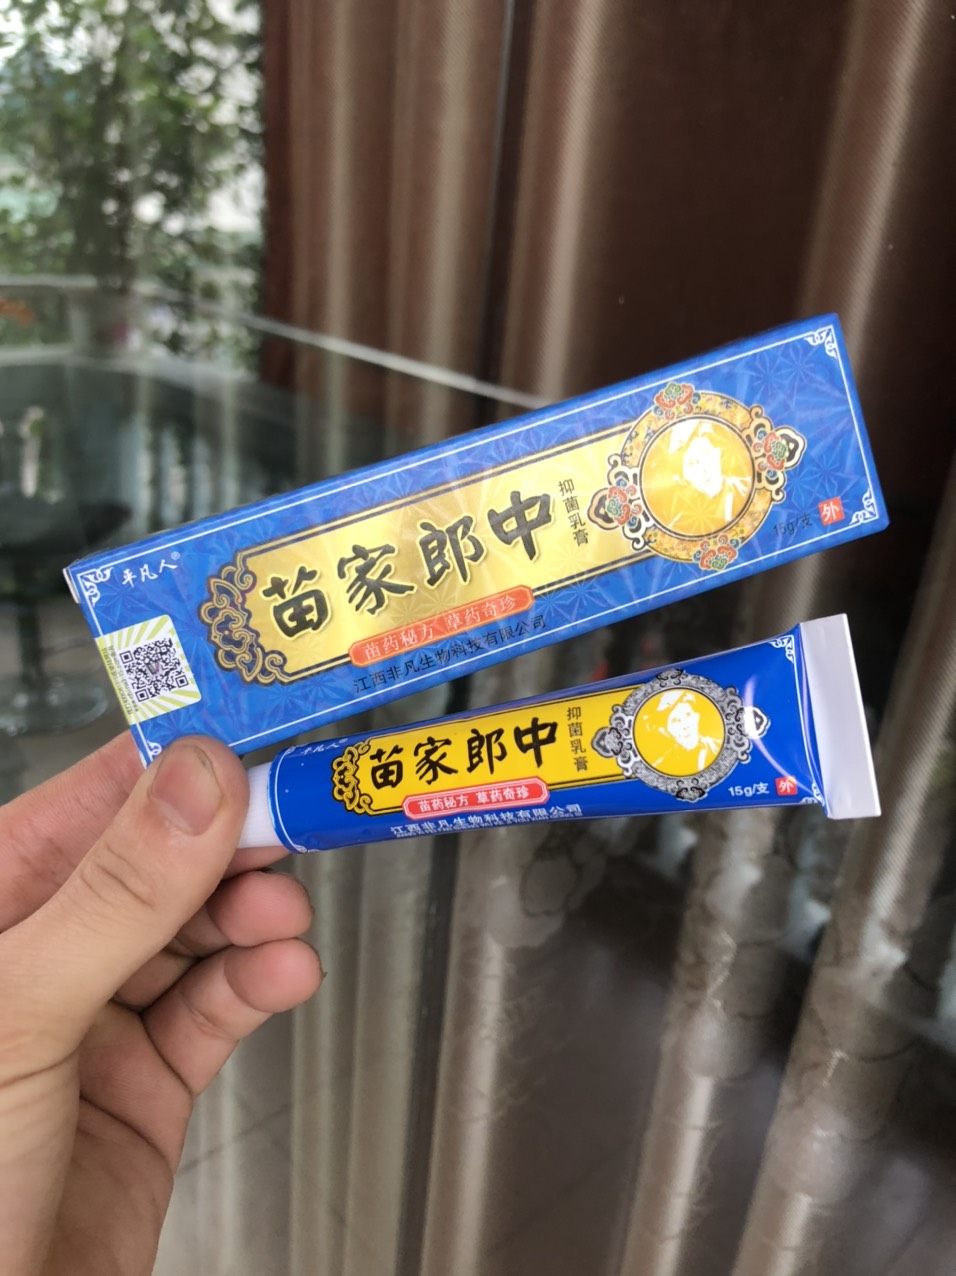 平凡人®
苗家郎中
抑菌乳膏
苗药秘方 草药奇珍
江西非凡生物科技有限公司
15g/支
外
平凡人
苗家郎中
抑菌乳膏
苗药秘方 草药奇珍
江西非凡生物科技有限公司
15g/支
外